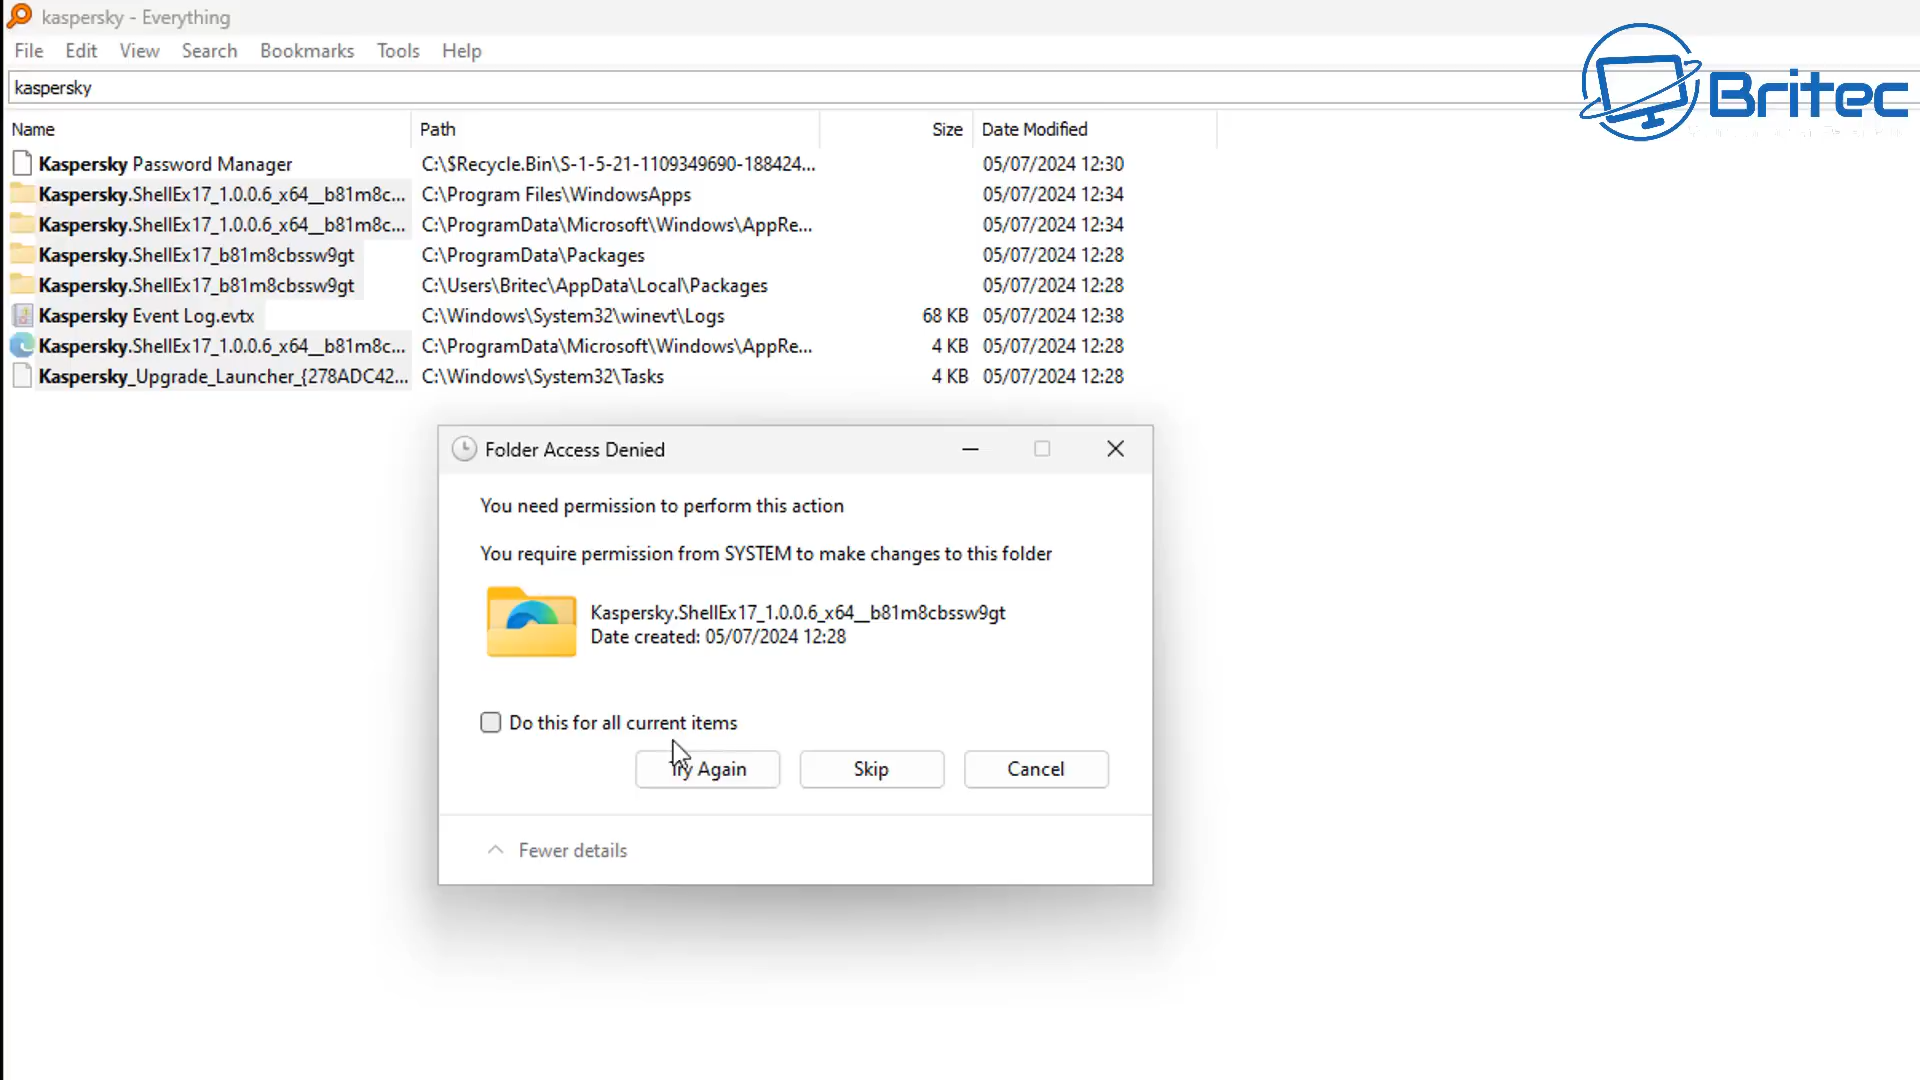 kaspersky - Everything
File Edit View Search Bookmarks Tools Help
kaspersky
Britec
Name Path Size Date Modified
Kaspersky Password Manager C:\$Recycle.Bin\S-1-5-21-1109349690-188424... 05/07/2024 12:30
Kaspersky.ShellEx17_1.0.0.6_x64__b81m8c... C:\Program Files\WindowsApps 05/07/2024 12:34
Kaspersky.ShellEx17_1.0.0.6_x64__b81m8c... C:\ProgramData\Microsoft\Windows\AppRe... 05/07/2024 12:34
Kaspersky.ShellEx17_b81m8cbssw9gt C:\ProgramData\Packages 05/07/2024 12:28
Kaspersky.ShellEx17_b81m8cbssw9gt C:\Users\Britec\AppData\Local\Packages 05/07/2024 12:28
Kaspersky Event Log.evtx C:\Windows\System32\winevt\Logs 68 KB 05/07/2024 12:38
Kaspersky.ShellEx17_1.0.0.6_x64__b81m8c... C:\ProgramData\Microsoft\Windows\AppRe... 4 KB 05/07/2024 12:28
Kaspersky_Upgrade_Launcher_{278ADC42... C:\Windows\System32\Tasks 4 KB 05/07/2024 12:28
Folder Access Denied
You need permission to perform this action
You require permission from SYSTEM to make changes to this folder
Kaspersky.ShellEx17_1.0.0.6_x64__b81m8cbssw9gt
Date created: 05/07/2024 12:28
Do this for all current items
Try Again Skip Cancel
Fewer details